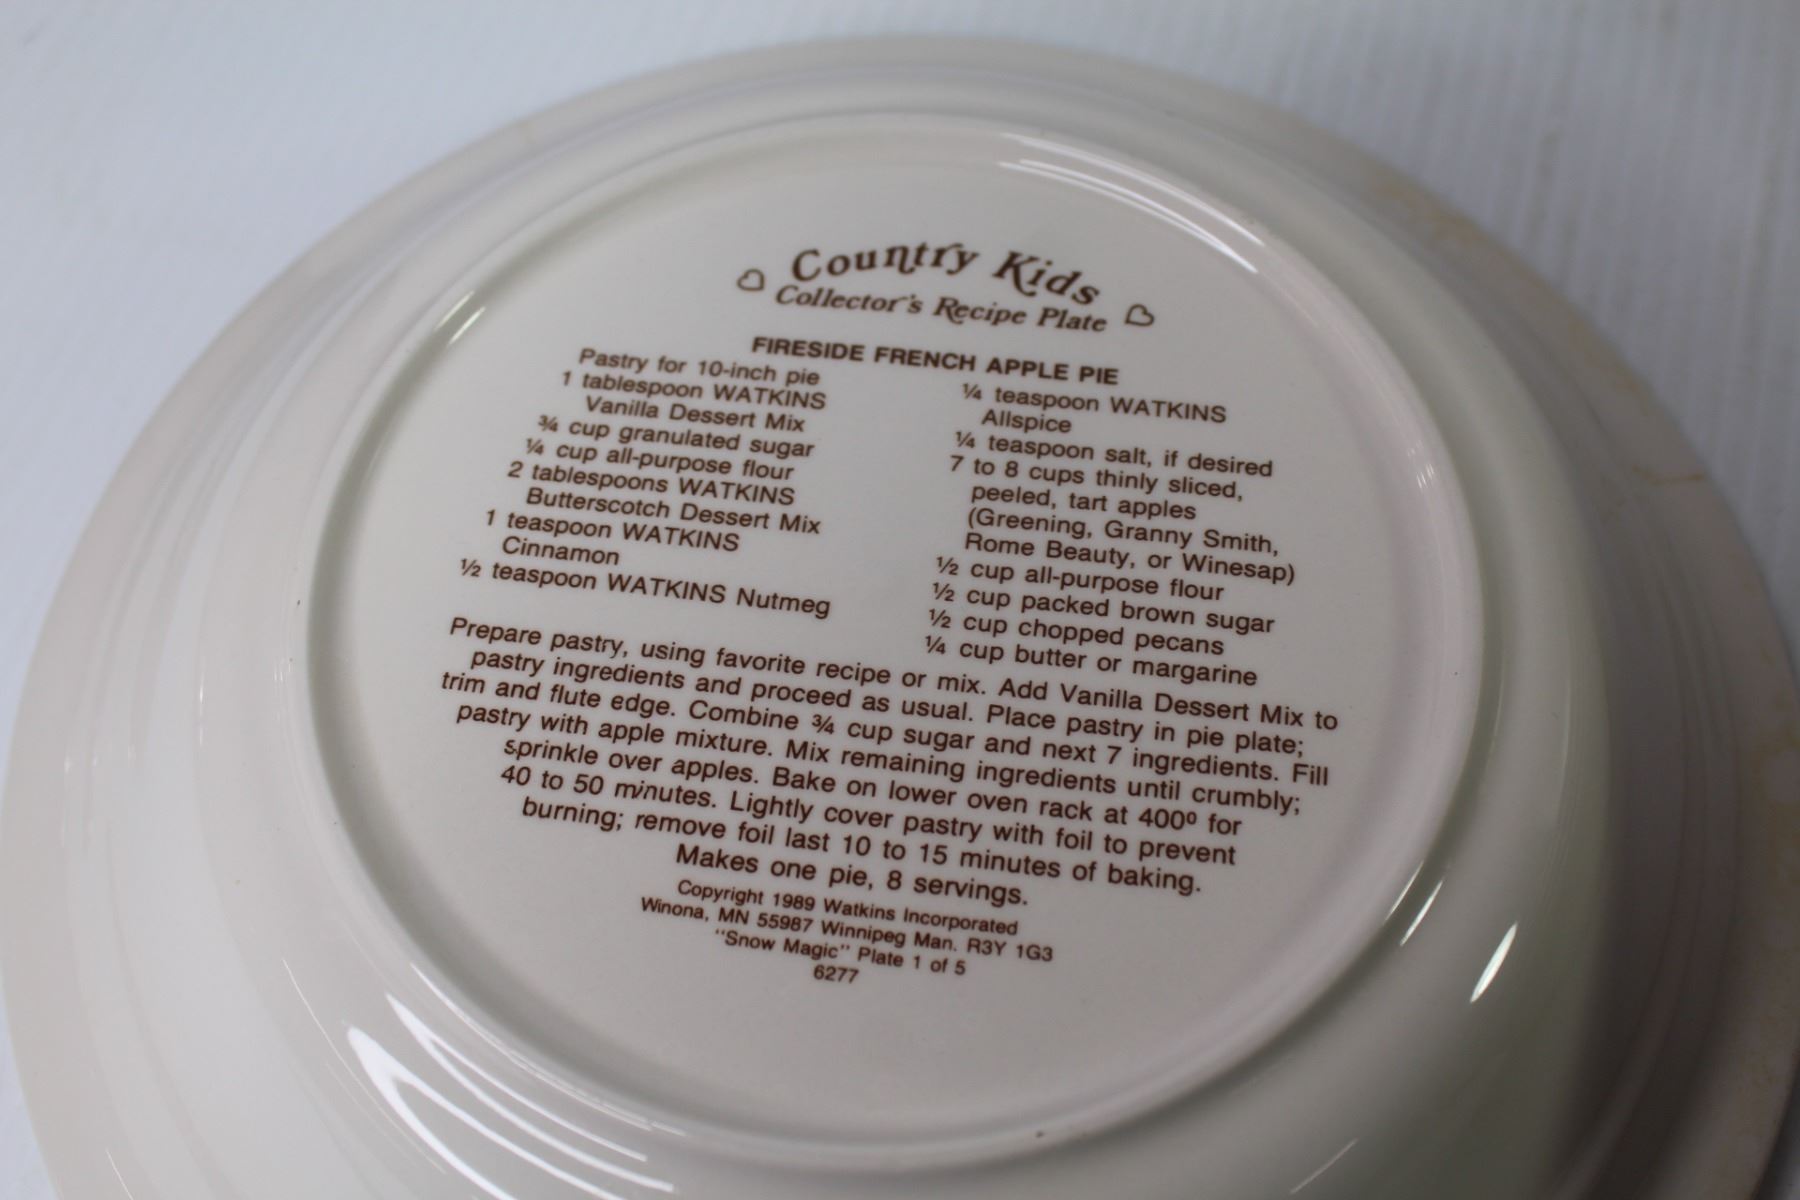 Country Kids
Collector's Recipe Plate
FIRESIDE FRENCH APPLE PIE
Pastry for 10-inch pie
1 tablespoon WATKINS
Vanilla Dessert Mix
¾ cup granulated sugar
¼ cup all-purpose flour
2 tablespoons WATKINS
Butterscotch Dessert Mix
1 teaspoon WATKINS
Cinnamon
½ teaspoon WATKINS Nutmeg
¼ teaspoon WATKINS
Allspice
¼ teaspoon salt, if desired
7 to 8 cups thinly sliced,
peeled, tart apples
(Greening, Granny Smith,
Rome Beauty, or Winesap)
½ cup all-purpose flour
½ cup packed brown sugar
½ cup chopped pecans
¼ cup butter or margarine
Prepare pastry, using favorite recipe or mix. Add Vanilla Dessert Mix to
pastry ingredients and proceed as usual. Place pastry in pie plate;
trim and flute edge. Combine ¾ cup sugar and next 7 ingredients. Fill
pastry with apple mixture. Mix remaining ingredients until crumbly;
sprinkle over apples. Bake on lower oven rack at 400º for
40 to 50 minutes. Lightly cover pastry with foil to prevent
burning; remove foil last 10 to 15 minutes of baking.
Makes one pie, 8 servings.
Copyright 1989 Watkins Incorporated
Winona, MN 55987 Winnipeg Man. R3Y 1G3
"Snow Magic" Plate 1 of 5
6277